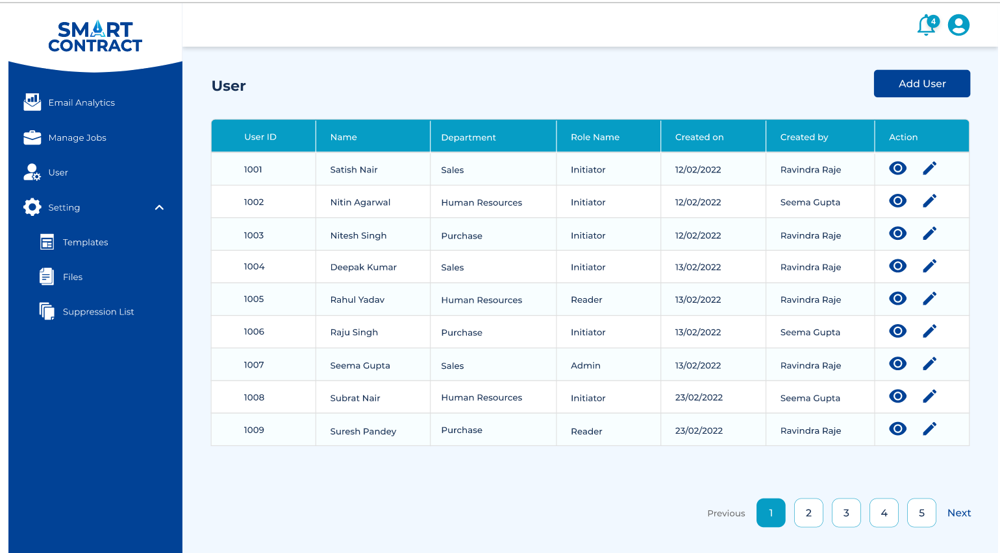 SMART
CONTRACT
4
Email Analytics
Manage Jobs
User
Setting
Templates
Files
Suppression List
User
Add User
User ID Name Department Role Name Created on Created by Action
1001 Satish Nair Sales Initiator 12/02/2022 Ravindra Raje
1002 Nitin Agarwal Human Resources Initiator 12/02/2022 Seema Gupta
1003 Nitesh Singh Purchase Initiator 12/02/2022 Ravindra Raje
1004 Deepak Kumar Sales Initiator 13/02/2022 Ravindra Raje
1005 Rahul Yadav Human Resources Reader 13/02/2022 Ravindra Raje
1006 Raju Singh Purchase Initiator 13/02/2022 Seema Gupta
1007 Seema Gupta Sales Admin 13/02/2022 Ravindra Raje
1008 Subrat Nair Human Resources Initiator 23/02/2022 Seema Gupta
1009 Suresh Pandey Purchase Reader 23/02/2022 Ravindra Raje
Previous 1 2 3 4 5 Next